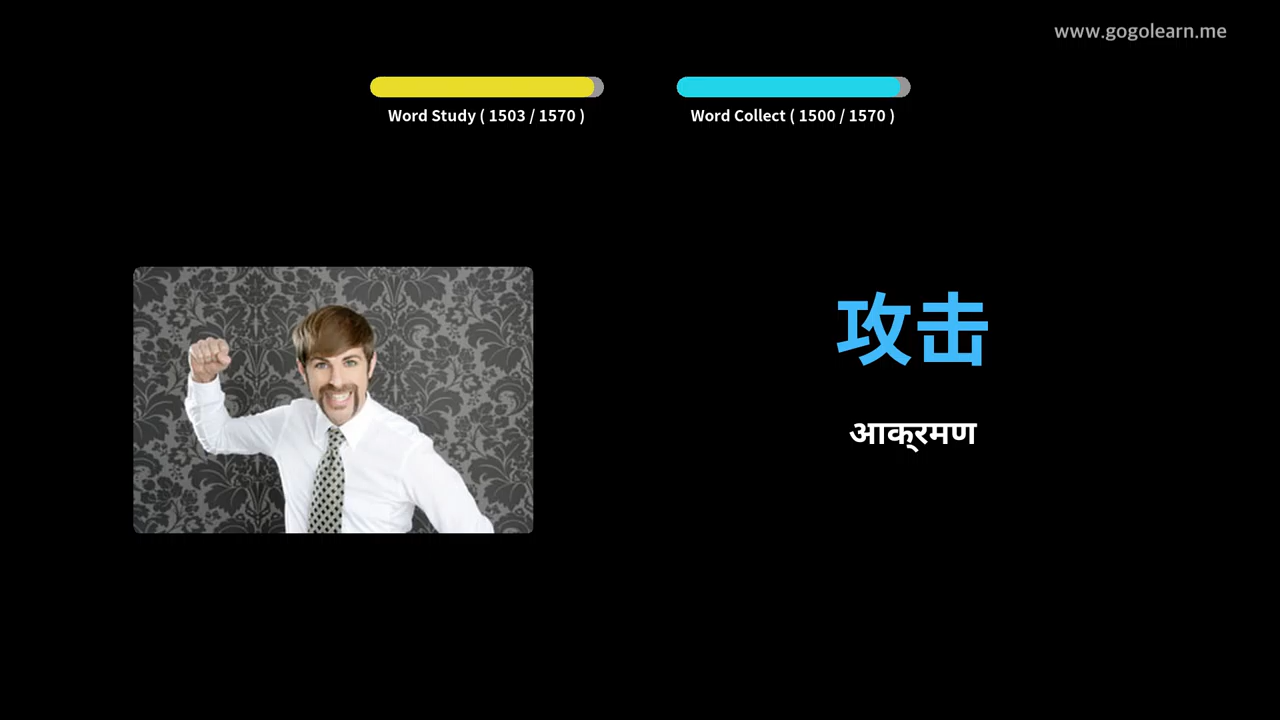 www.gogolearn.me
Word Study ( 1503 / 1570 )
Word Collect ( 1500 / 1570 )
攻击
आक्रमण